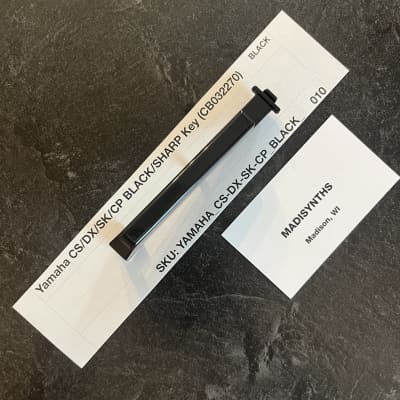 Yamaha CS/DX/SK/CP BLACK/SHARP Key (CB032270)
BLACK
SKU: YAMAHA_CS-DX-SK-CP_BLACK
010
MADISYNTHS
Madison, WI